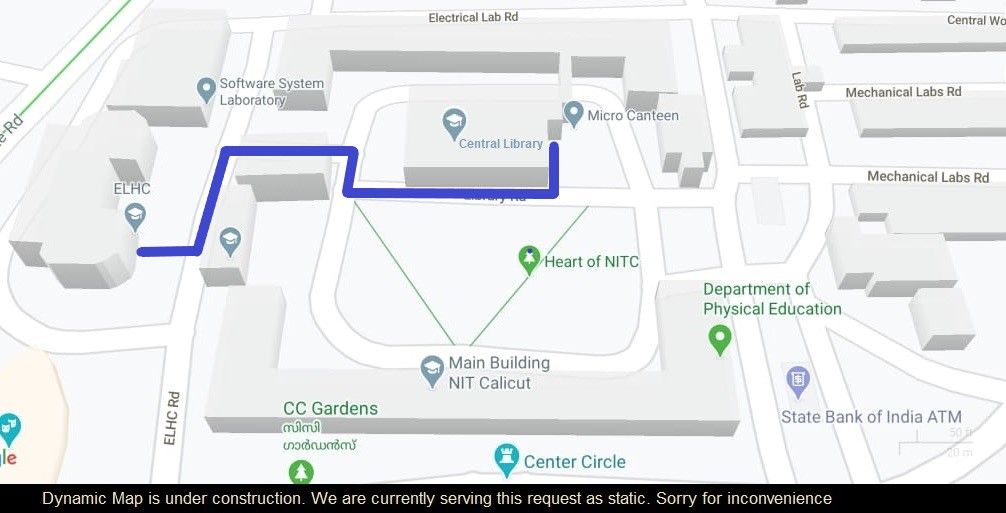 Electrical Lab Rd
Central Wo
Software System
Laboratory
Lab Rd
Mechanical Labs Rd
Micro Canteen
Central Library
e Rd
ELHC
Mechanical Labs Rd
Library Rd
Heart of NITC
Department of
Physical Education
Main Building
NIT Calicut
CC Gardens
സിസി
ഗാർഡൻസ്
ELHC Rd
State Bank of India ATM
50 ft
20 m
Center Circle
gle
Dynamic Map is under construction. We are currently serving this request as static. Sorry for inconvenience